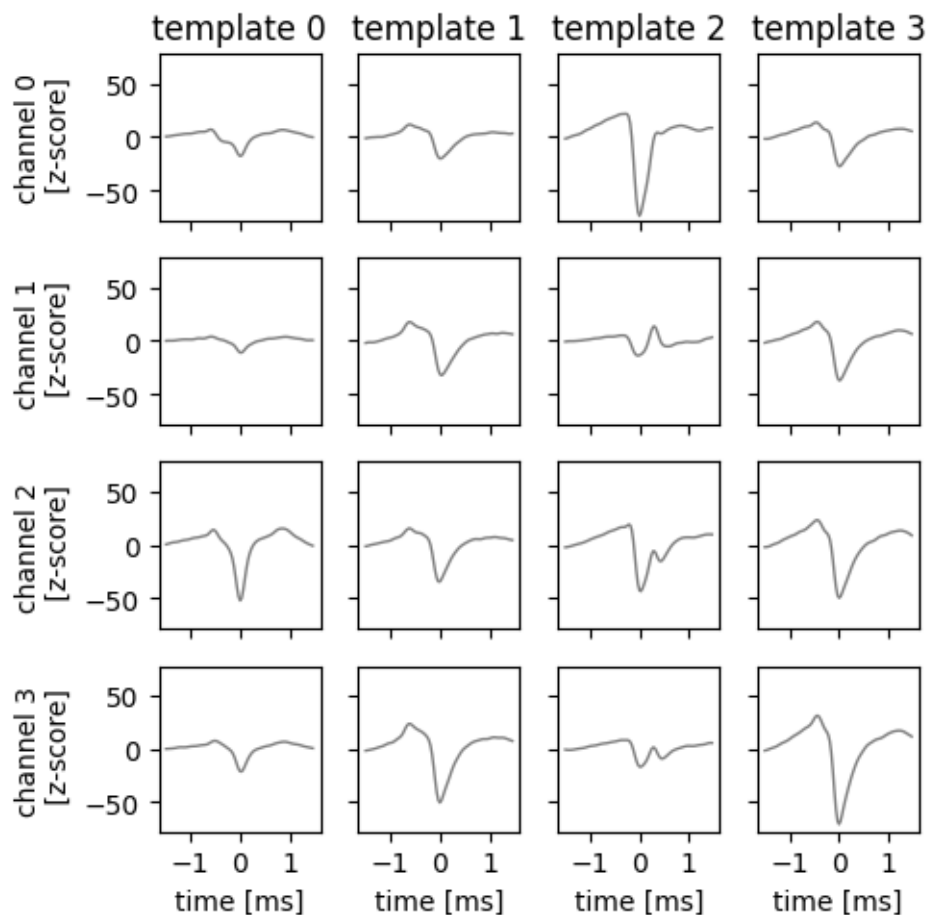 template 0 template 1 template 2 template 3
channel 0
[z-score]
50
0
−50
channel 1
[z-score]
50
0
−50
channel 2
[z-score]
50
0
−50
channel 3
[z-score]
50
0
−50
−1 0 1 −1 0 1 −1 0 1 −1 0 1
time [ms] time [ms] time [ms] time [ms]